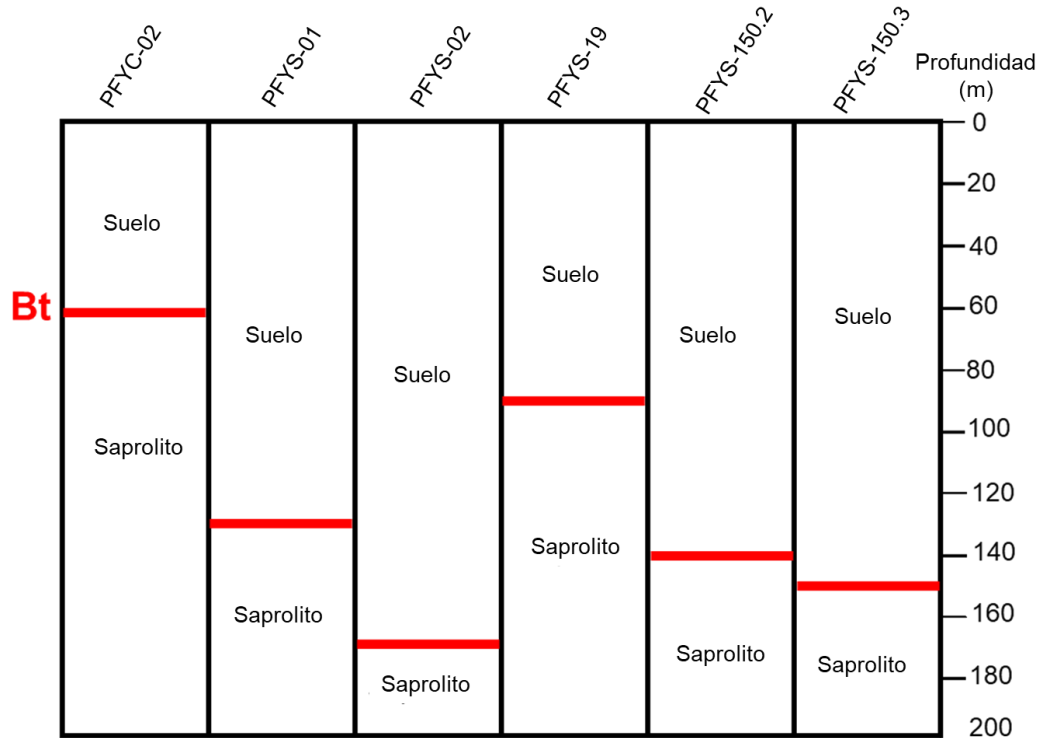 PFYC-02
PFYS-01
PFYS-02
PFYS-19
PFYS-150.2
PFYS-150.3
Profundidad
(m)
0
20
40
60
80
100
120
140
160
180
200
Bt
Suelo
Saprolito
Suelo
Saprolito
Suelo
Saprolito
Suelo
Saprolito
Suelo
Saprolito
Suelo
Saprolito